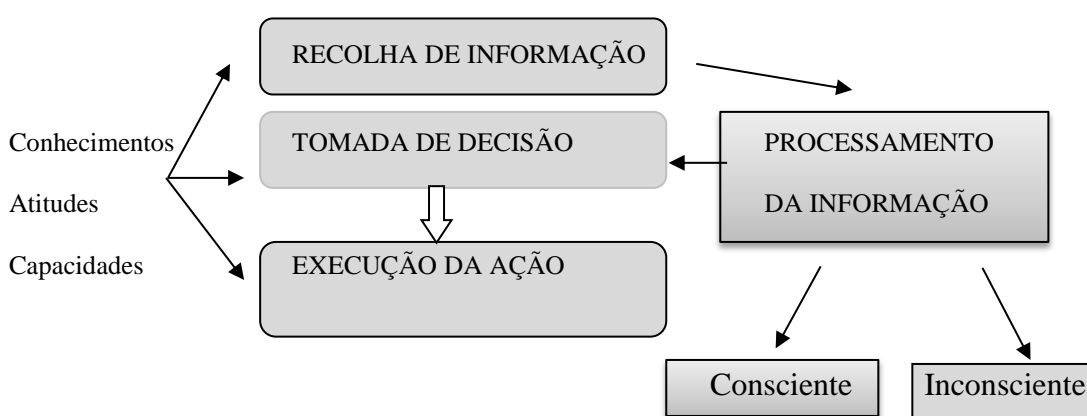 RECOLHA DE INFORMAÇÃO
Conhecimentos
Atitudes
Capacidades
TOMADA DE DECISÃO
EXECUÇÃO DA AÇÃO
PROCESSAMENTO
DA INFORMAÇÃO
Consciente
Inconsciente